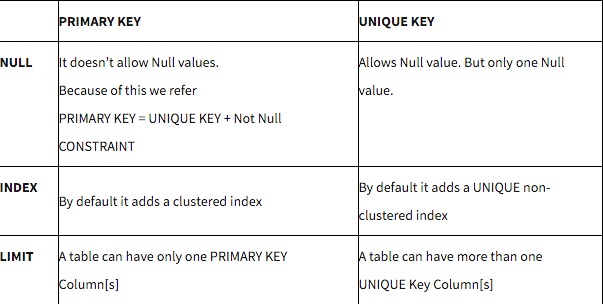 PRIMARY KEY UNIQUE KEY
NULL It doesn’t allow Null values. Allows Null value. But only one Null
Because of this we refer value.
PRIMARY KEY = UNIQUE KEY + Not Null
CONSTRAINT
INDEX By default it adds a clustered index By default it adds a UNIQUE non-
clustered index
LIMIT A table can have only one PRIMARY KEY A table can have more than one
Column[s] UNIQUE Key Column[s]